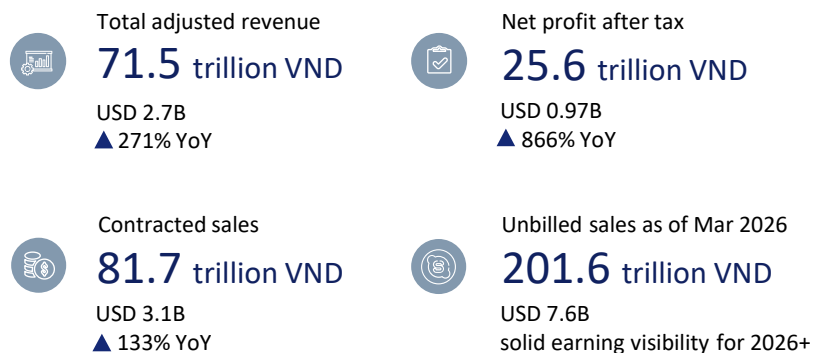 Total adjusted revenue
71.5 trillion VND
USD 2.7B
▲ 271% YoY
Net profit after tax
25.6 trillion VND
USD 0.97B
▲ 866% YoY
Contracted sales
81.7 trillion VND
USD 3.1B
▲ 133% YoY
Unbilled sales as of Mar 2026
201.6 trillion VND
USD 7.6B
solid earning visibility for 2026+